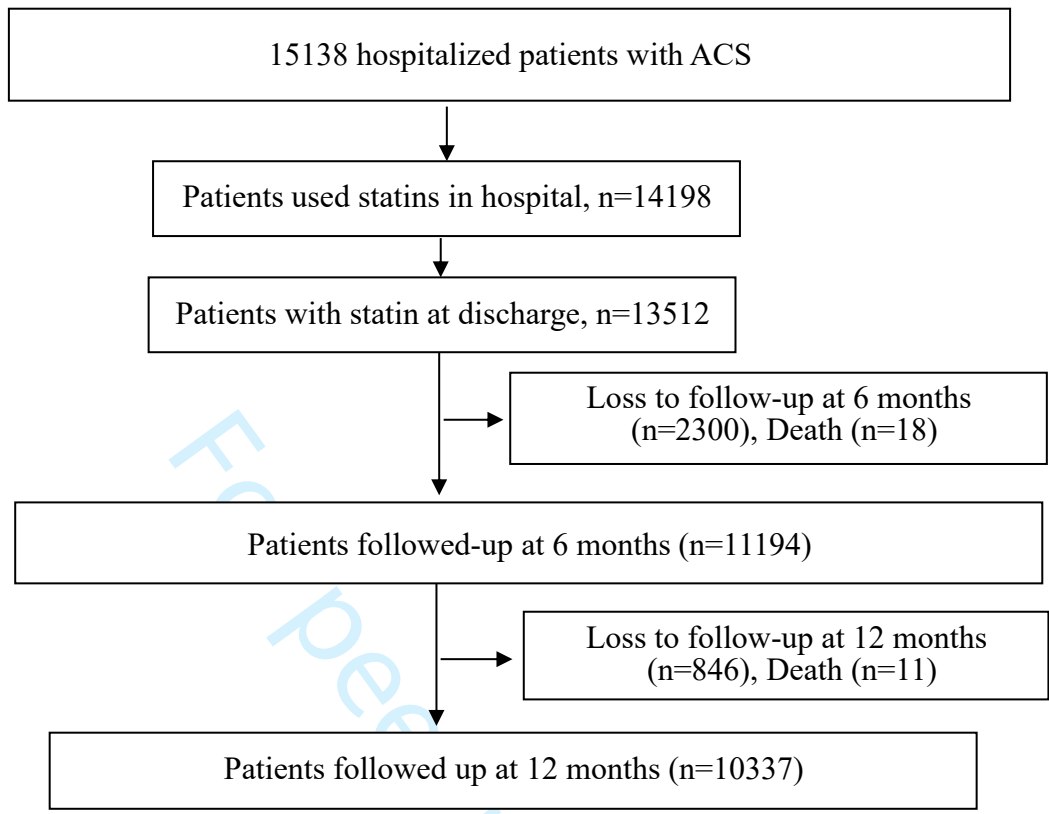 15138 hospitalized patients with ACS
Patients used statins in hospital, n=14198
Patients with statin at discharge, n=13512
Loss to follow-up at 6 months
(n=2300), Death (n=18)
Patients followed-up at 6 months (n=11194)
Loss to follow-up at 12 months
(n=846), Death (n=11)
Patients followed up at 12 months (n=10337)